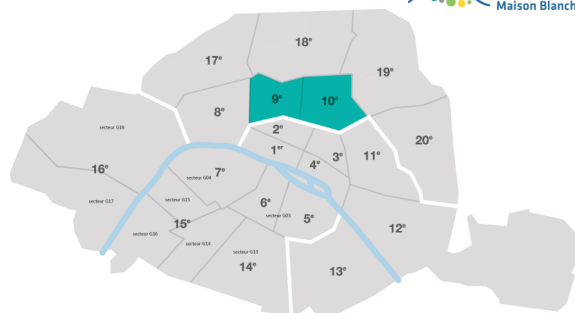 Maison Blanch
18ᵉ
17ᵉ
19ᵉ
9ᵉ
10ᵉ
8ᵉ
secteur G18
2ᵉ
20ᵉ
1ᵉʳ
3ᵉ
11ᵉ
4ᵉ
16ᵉ
7ᵉ
secteur G04
secteur G17
secteur G15
6ᵉ
secteur G03
5ᵉ
15ᵉ
12ᵉ
secteur G16
secteur G14
secteur G13
14ᵉ
13ᵉ